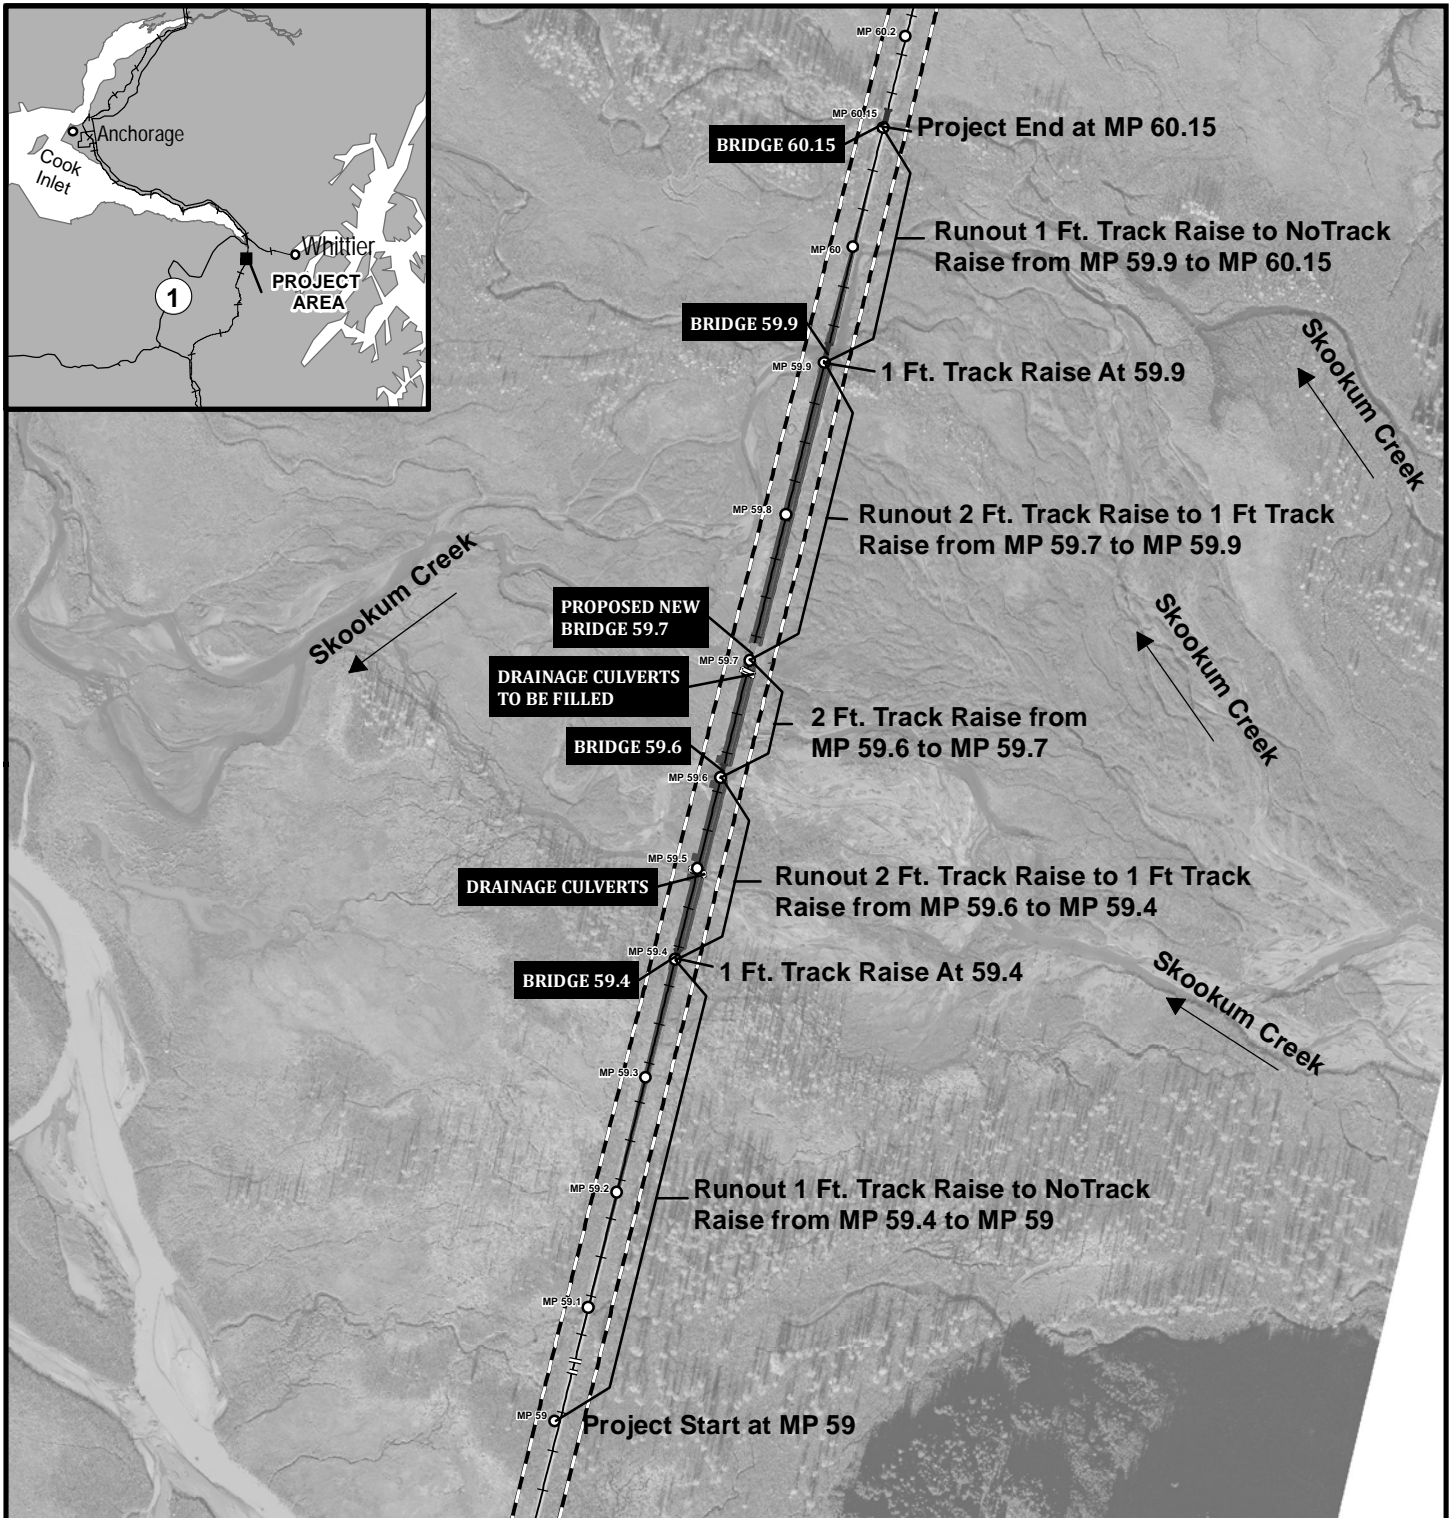 Anchorage
Cook
Inlet
Whittier
PROJECT
AREA
1
MP 60.2
MP 60.15
Project End at MP 60.15
BRIDGE 60.15
Runout 1 Ft. Track Raise to NoTrack
Raise from MP 59.9 to MP 60.15
MP 60
BRIDGE 59.9
MP 59.9
1 Ft. Track Raise At 59.9
Skookum Creek
Runout 2 Ft. Track Raise to 1 Ft Track
Raise from MP 59.7 to MP 59.9
MP 59.8
Skookum Creek
PROPOSED NEW
BRIDGE 59.7
MP 59.7
DRAINAGE CULVERTS
TO BE FILLED
Skookum Creek
2 Ft. Track Raise from
MP 59.6 to MP 59.7
BRIDGE 59.6
MP 59.6
MP 59.5
DRAINAGE CULVERTS
Runout 2 Ft. Track Raise to 1 Ft Track
Raise from MP 59.6 to MP 59.4
MP 59.4
BRIDGE 59.4
1 Ft. Track Raise At 59.4
Skookum Creek
MP 59.3
MP 59.2
Runout 1 Ft. Track Raise to NoTrack
Raise from MP 59.4 to MP 59
MP 59.1
MP 59
Project Start at MP 59